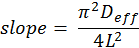 slope = π²D_eff / 4L²